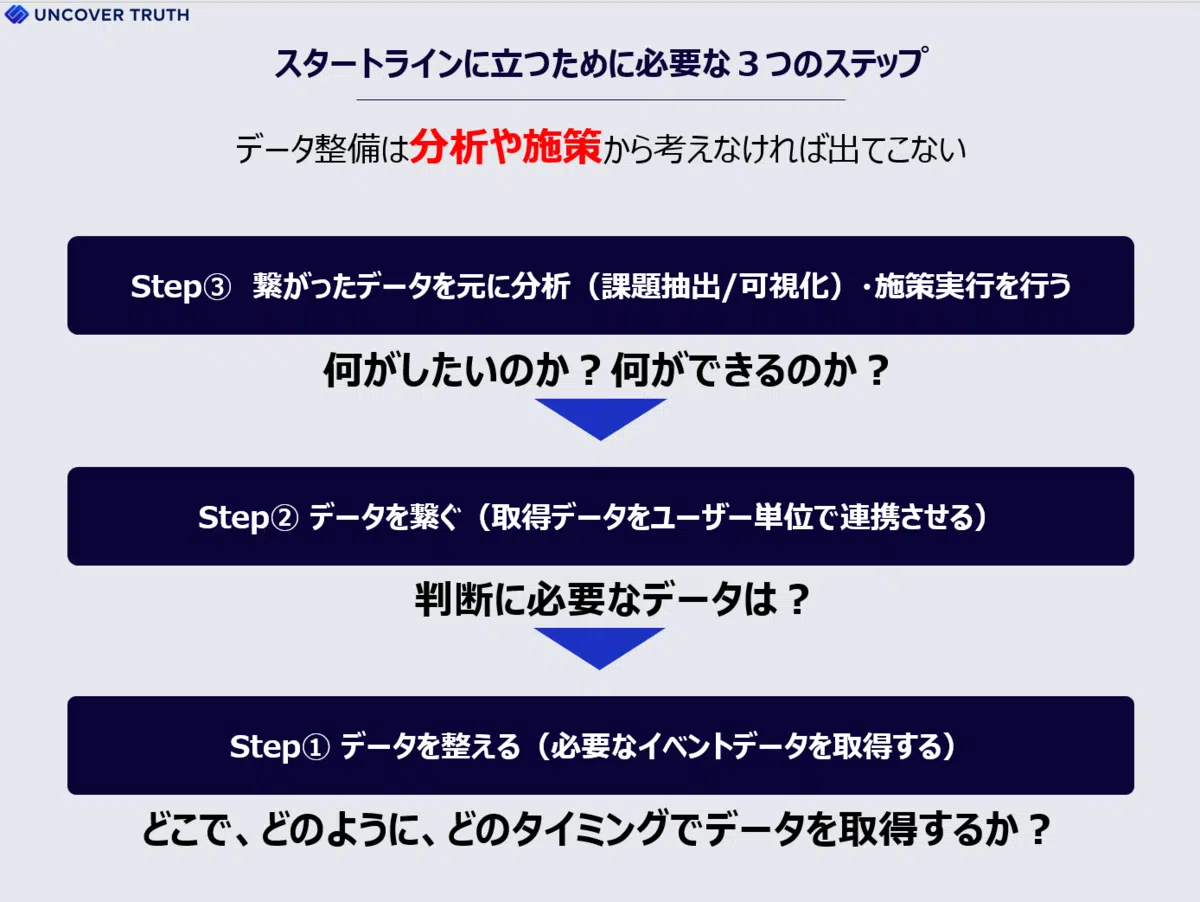 UNCOVER TRUTH
スタートラインに立つために必要な３つのステップ
データ整備は分析や施策から考えなければ出てこない
Step③ 繋がったデータを元に分析（課題抽出/可視化）・施策実行を行う
何がしたいのか？何ができるのか？
Step② データを繋ぐ（取得データをユーザー単位で連携させる）
判断に必要なデータは？
Step① データを整える（必要なイベントデータを取得する）
どこで、どのように、どのタイミングでデータを取得するか？